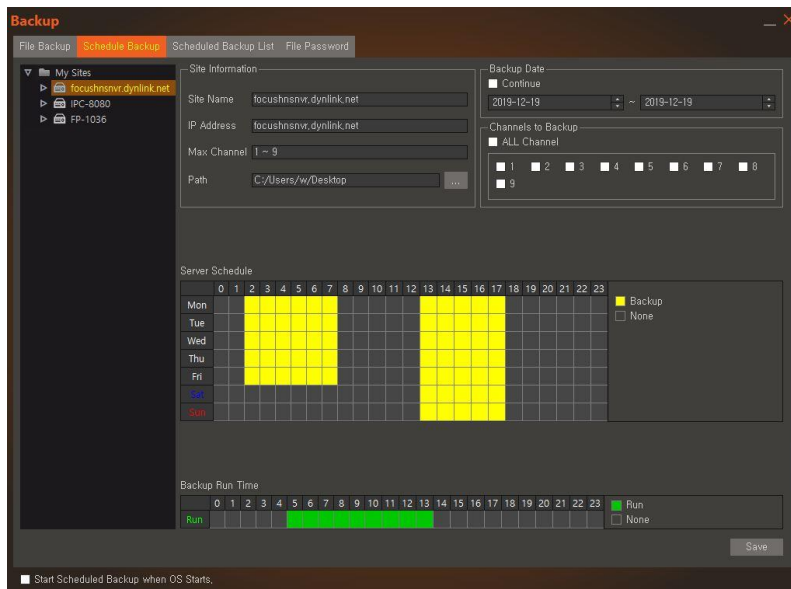 Backup
File Backup Schedule Backup Scheduled Backup List File Password
My Sites
focushnsnvr.dynlink.net
IPC-8080
FP-1036
Site Information
Site Name focushnsnvr.dynlink.net
IP Address focushnsnvr.dynlink.net
Max Channel 1 ~ 9
Path C:/Users/w/Desktop ...
Backup Date
Continue
2019-12-19 ~ 2019-12-19
Channels to Backup
ALL Channel
1 2 3 4 5 6 7 8
9
Server Schedule
0 1 2 3 4 5 6 7 8 9 10 11 12 13 14 15 16 17 18 19 20 21 22 23
Mon
Tue
Wed
Thu
Fri
Sat
Sun
Backup
None
Backup Run Time
0 1 2 3 4 5 6 7 8 9 10 11 12 13 14 15 16 17 18 19 20 21 22 23
Run
Run
None
Save
Start Scheduled Backup when OS Starts.